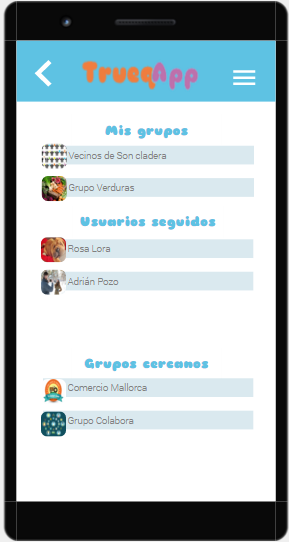 TrueqApp
Mis grupos
Vecinos de Son cladera
Grupo Verduras
Usuarios seguidos
Rosa Lora
Adrián Pozo
Grupos cercanos
Comercio Mallorca
Grupo Colabora